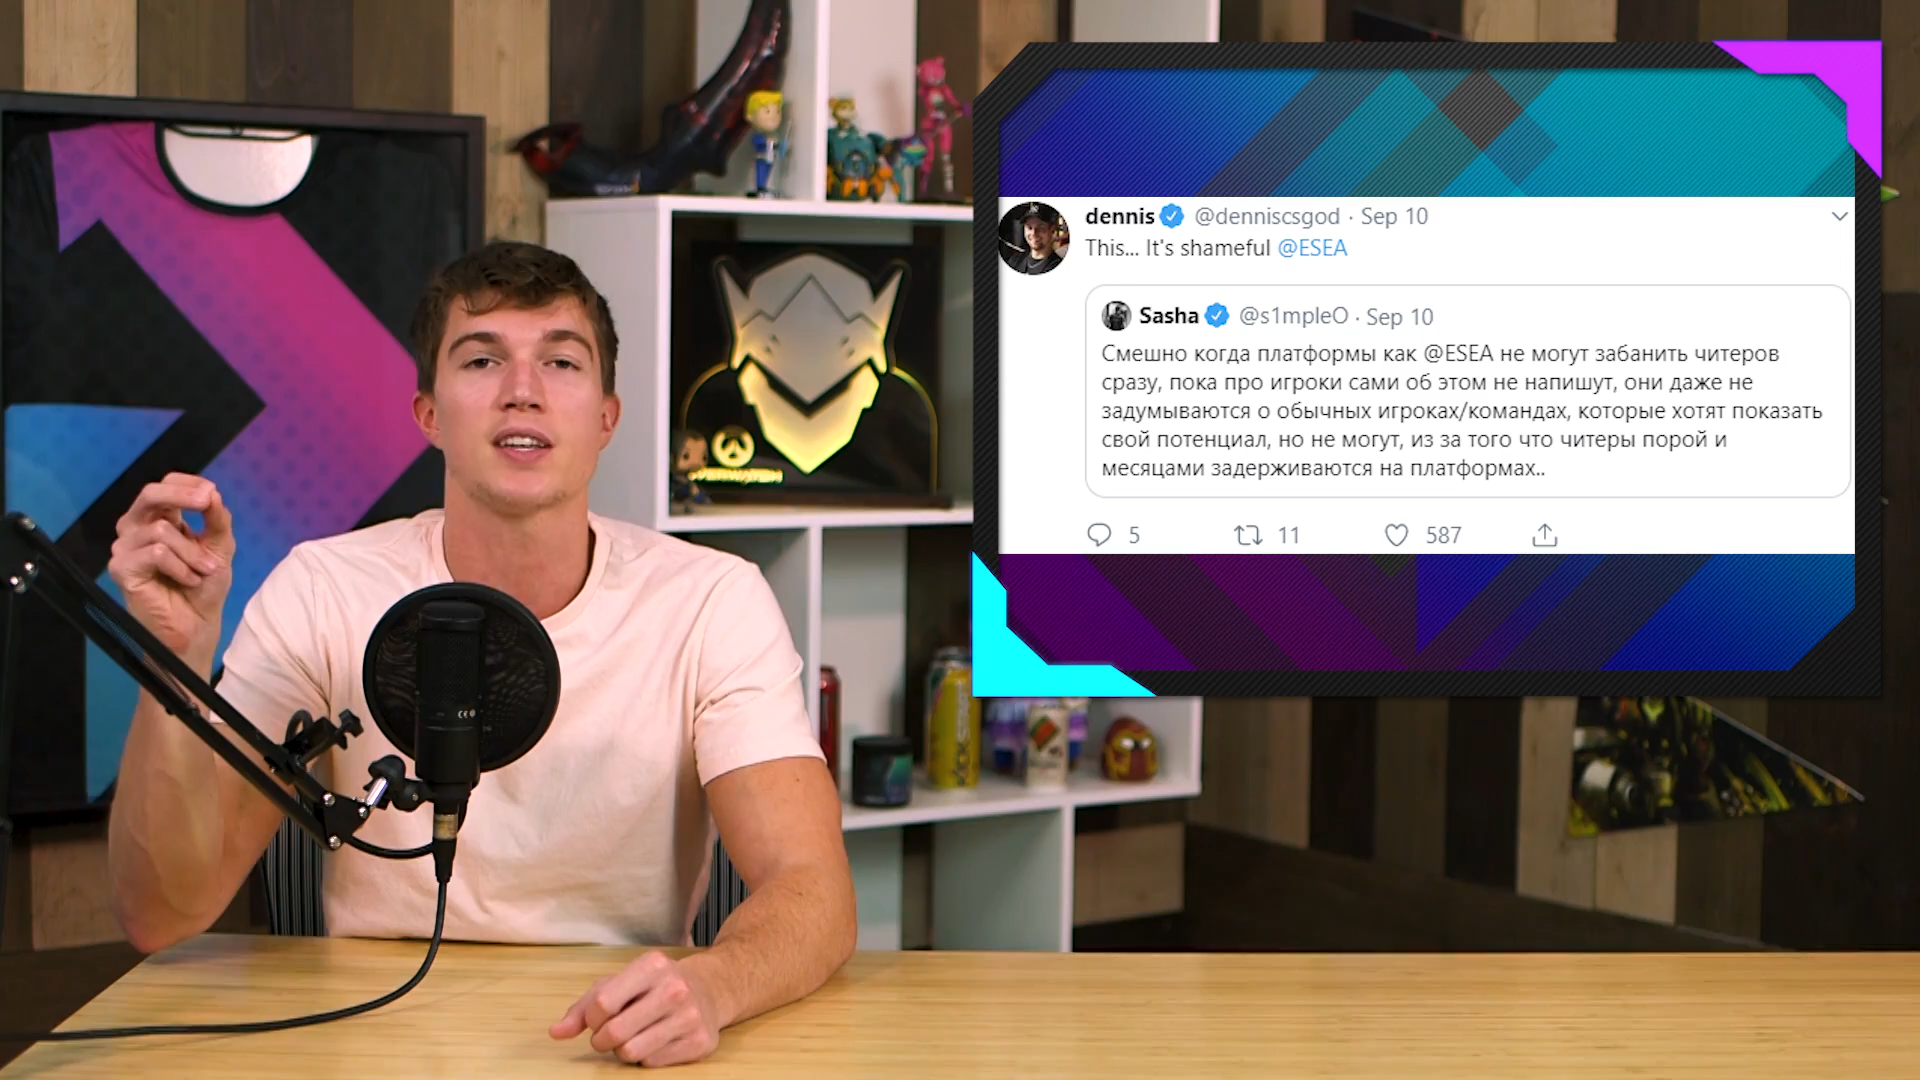 dennis @denniscsgod · Sep 10
This... It's shameful @ESEA
Sasha @s1mpleO · Sep 10
Смешно когда платформы как @ESEA не могут забанить читеров
сразу, пока про игроки сами об этом не напишут, они даже не
задумываются о обычных игроках/командах, которые хотят показать
свой потенциал, но не могут, из за того что читеры порой и
месяцами задерживаются на платформах..
5 11 587
OVERWATCH
CE